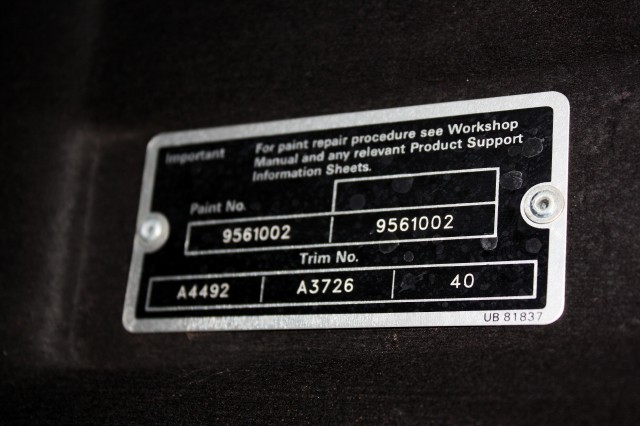 Important For paint repair procedure see Workshop
Manual and any relevant Product Support
Information Sheets.
Paint No.
9561002 9561002
Trim No.
A4492 A3726 40
UB 81837